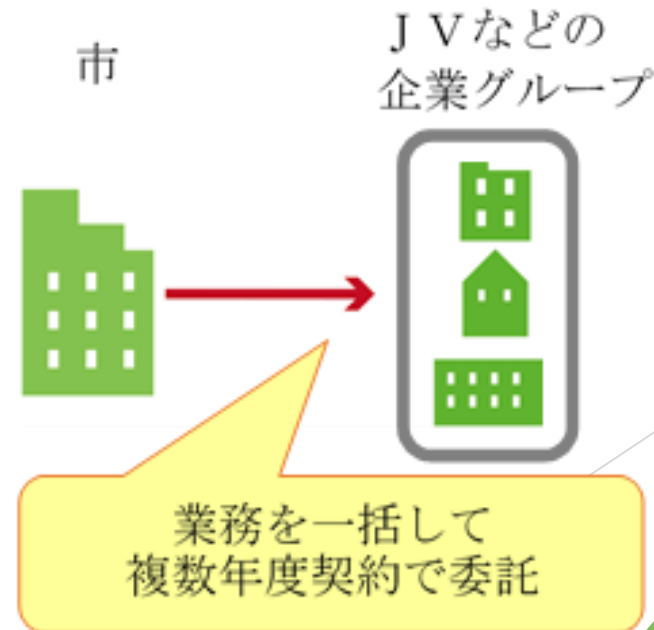 市
ＪＶなどの
企業グループ
業務を一括して
複数年度契約で委託